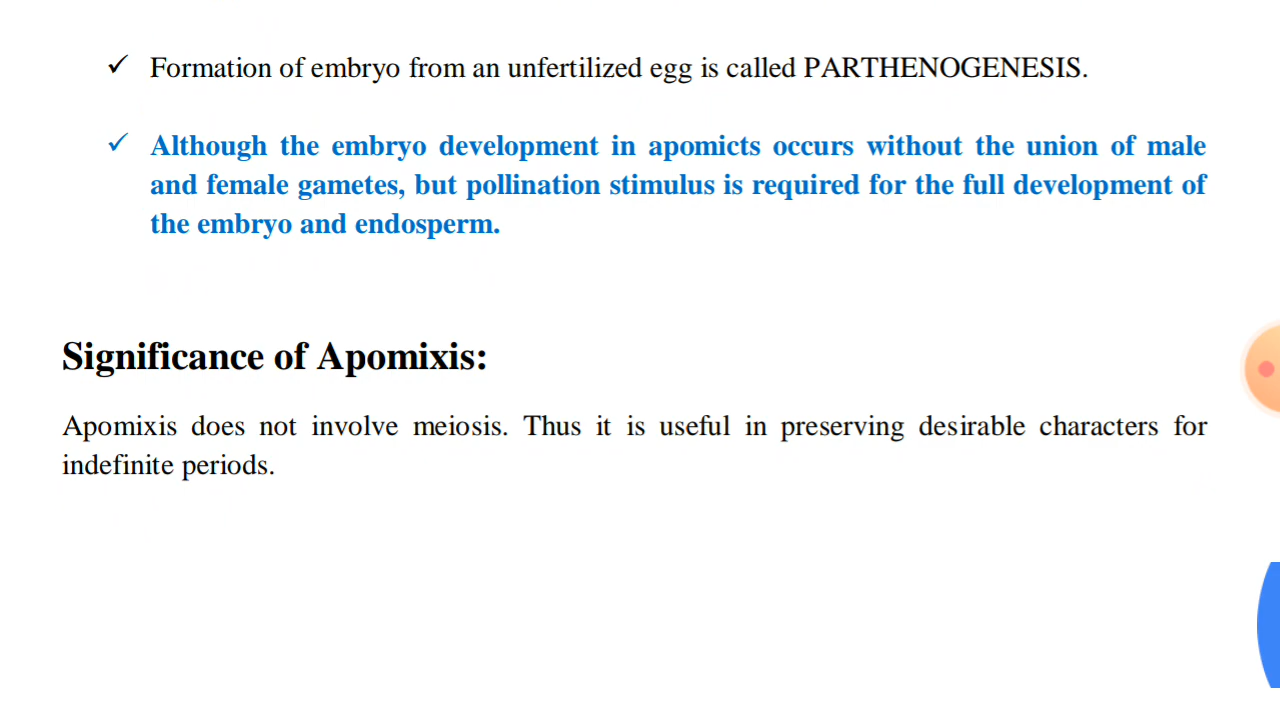 ✓ Formation of embryo from an unfertilized egg is called PARTHENOGENESIS.
✓ Although the embryo development in apomicts occurs without the union of male
and female gametes, but pollination stimulus is required for the full development of
the embryo and endosperm.
Significance of Apomixis:
Apomixis does not involve meiosis. Thus it is useful in preserving desirable characters for
indefinite periods.